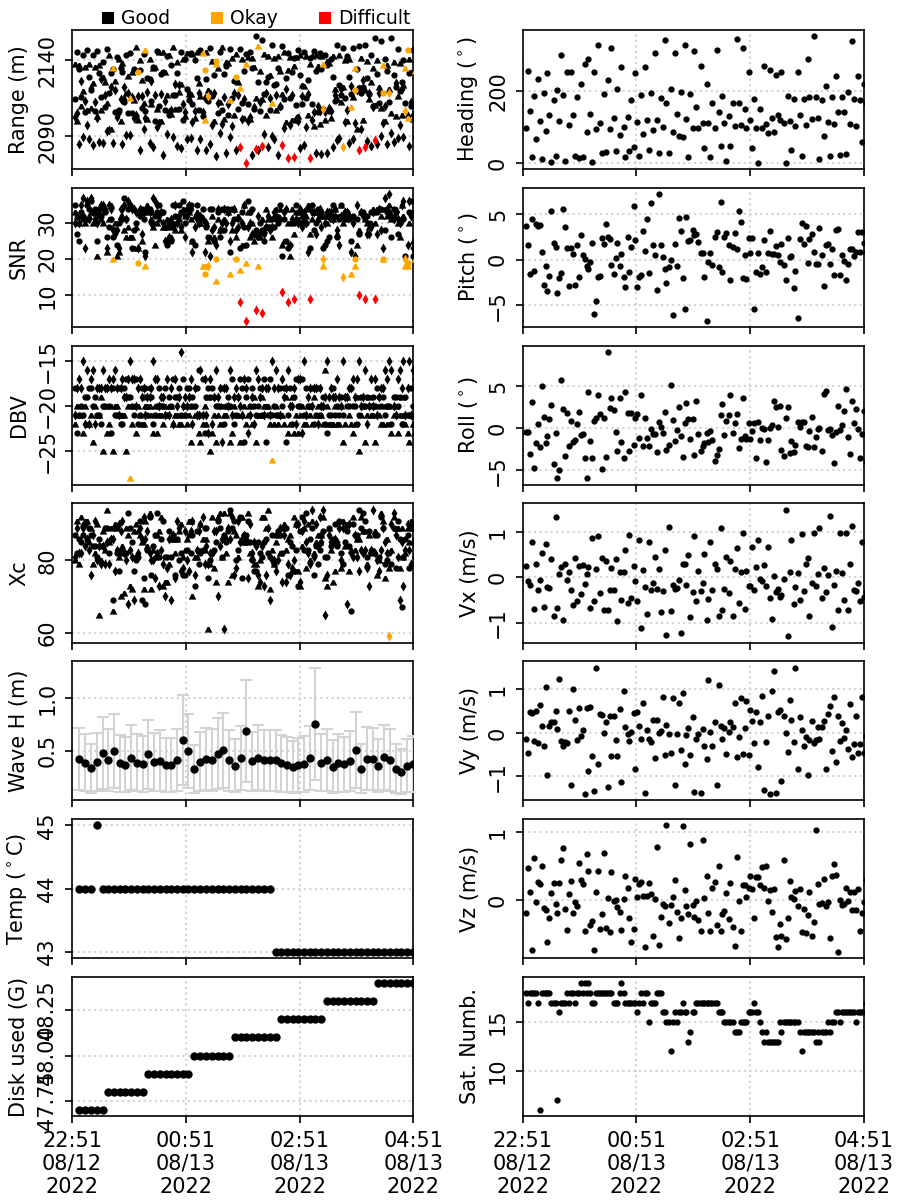 Good Okay Difficult
Range (m)
2140
2090
Heading (°)
200
0
SNR
30
20
10
Pitch (°)
5
0
−5
DBV
−15
−20
−25
Roll (°)
5
0
−5
Xc
80
60
Vx (m/s)
1
0
−1
Wave H (m)
1.0
0.5
Vy (m/s)
1
0
−1
Temp (°C)
45
44
43
Vz (m/s)
1
0
Disk used (G)
48.25
48.00
47.75
Sat. Numb.
15
10
22:51 00:51 02:51 04:51 22:51 00:51 02:51 04:51
08/12 08/13 08/13 08/13 08/12 08/13 08/13 08/13
2022 2022 2022 2022 2022 2022 2022 2022